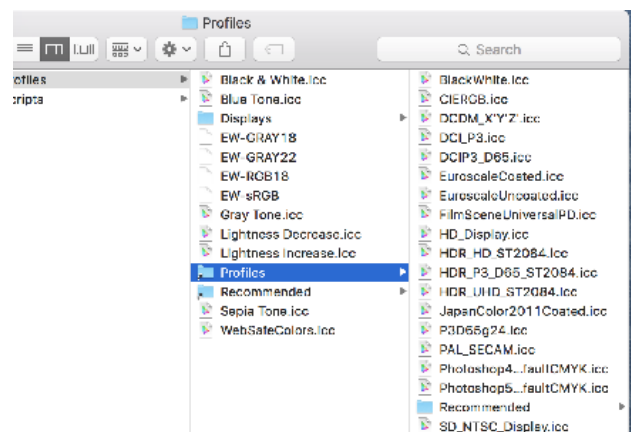 Profiles
Search
ofiles
cripts
Black & White.icc
Blue Tone.icc
Displays
EW-GRAY18
EW-GRAY22
EW-RGB18
EW-sRGB
Gray Tone.icc
Lightness Decrease.icc
Lightness Increase.icc
Profiles
Recommended
Sepia Tone.icc
WebSafeColors.icc
BlackWhite.icc
CIERGB.icc
DCDM_X'Y'Z'.icc
DCI_P3.icc
DCIP3_D65.icc
EuroscaleCoated.icc
EuroscaleUncoated.icc
FilmSceneUniversalPD.icc
HD_Display.icc
HDR_HD_ST2084.icc
HDR_P3_D65_ST2084.icc
HDR_UHD_ST2084.icc
JapanColor2011Coated.icc
P3D65g24.icc
PAL_SECAM.icc
Photoshop4...faultCMYK.icc
Photoshop5...faultCMYK.icc
Recommended
SD_NTSC_Display.icc